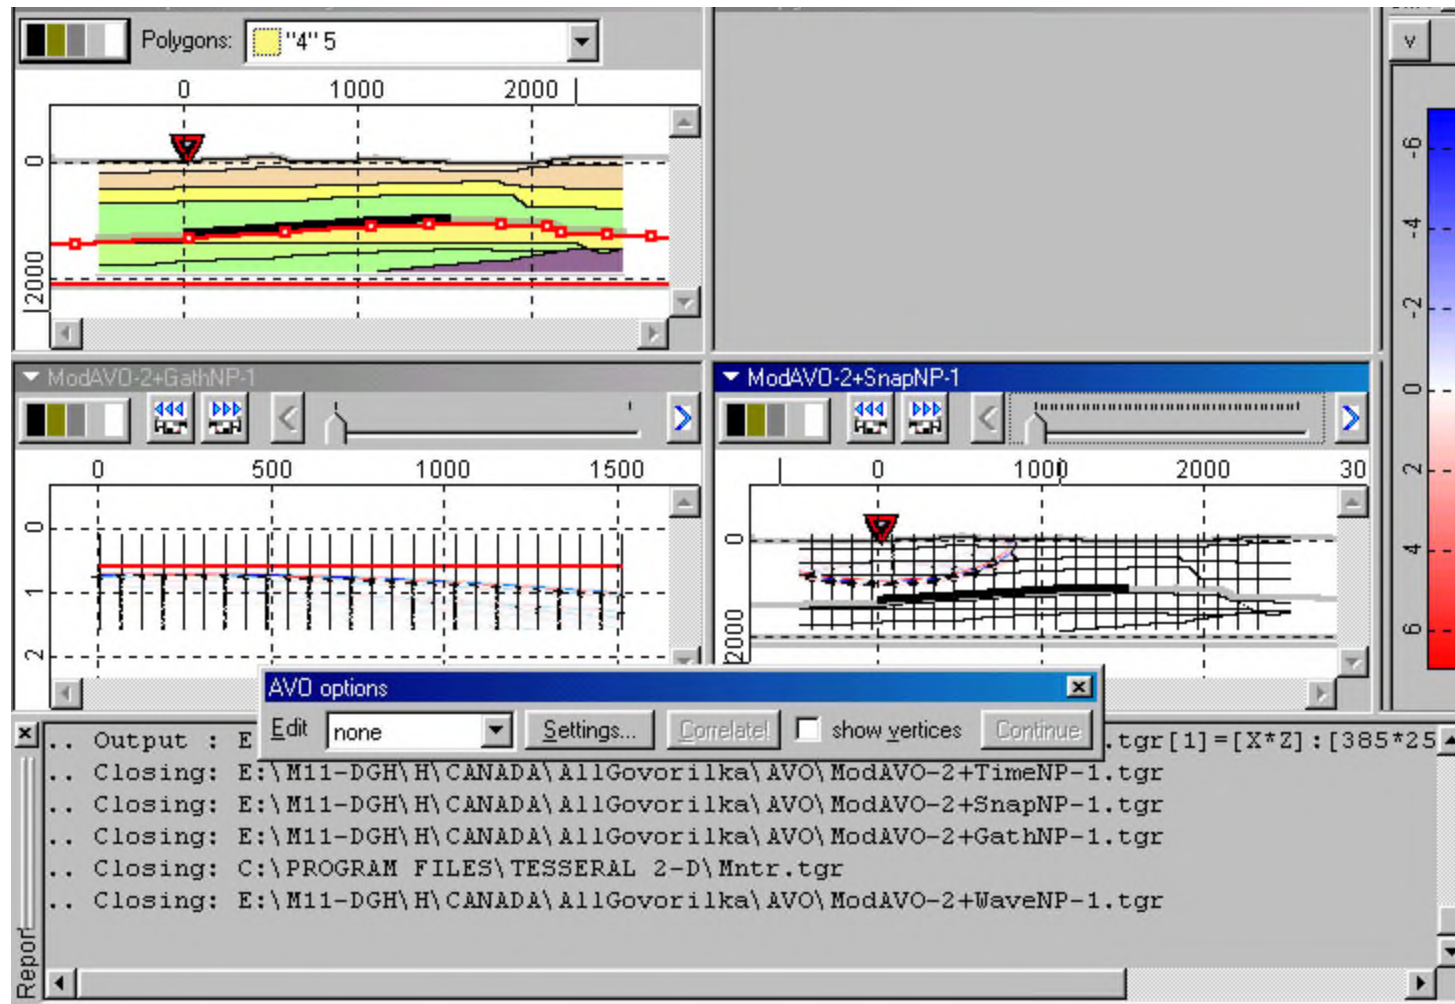 Polygons: "4" 5
0 1000 2000
0
2000
v
-6
-4
-2
0
2
4
6
ModAVO-2+GathNP-1
0 500 1000 1500
0
1
2
ModAVO-2+SnapNP-1
0 1000 2000 30
0
2000
AVO options
Edit none Settings... Correlate! show vertices Continue
.. Output : E .tgr[1]=[X*Z]:[385*25
.. Closing: E:\M11-DGH\H\CANADA\AllGovorilka\AVO\ModAVO-2+TimeNP-1.tgr
.. Closing: E:\M11-DGH\H\CANADA\AllGovorilka\AVO\ModAVO-2+SnapNP-1.tgr
.. Closing: E:\M11-DGH\H\CANADA\AllGovorilka\AVO\ModAVO-2+GathNP-1.tgr
.. Closing: C:\PROGRAM FILES\TESSERAL 2-D\Mntr.tgr
.. Closing: E:\M11-DGH\H\CANADA\AllGovorilka\AVO\ModAVO-2+WaveNP-1.tgr
Report